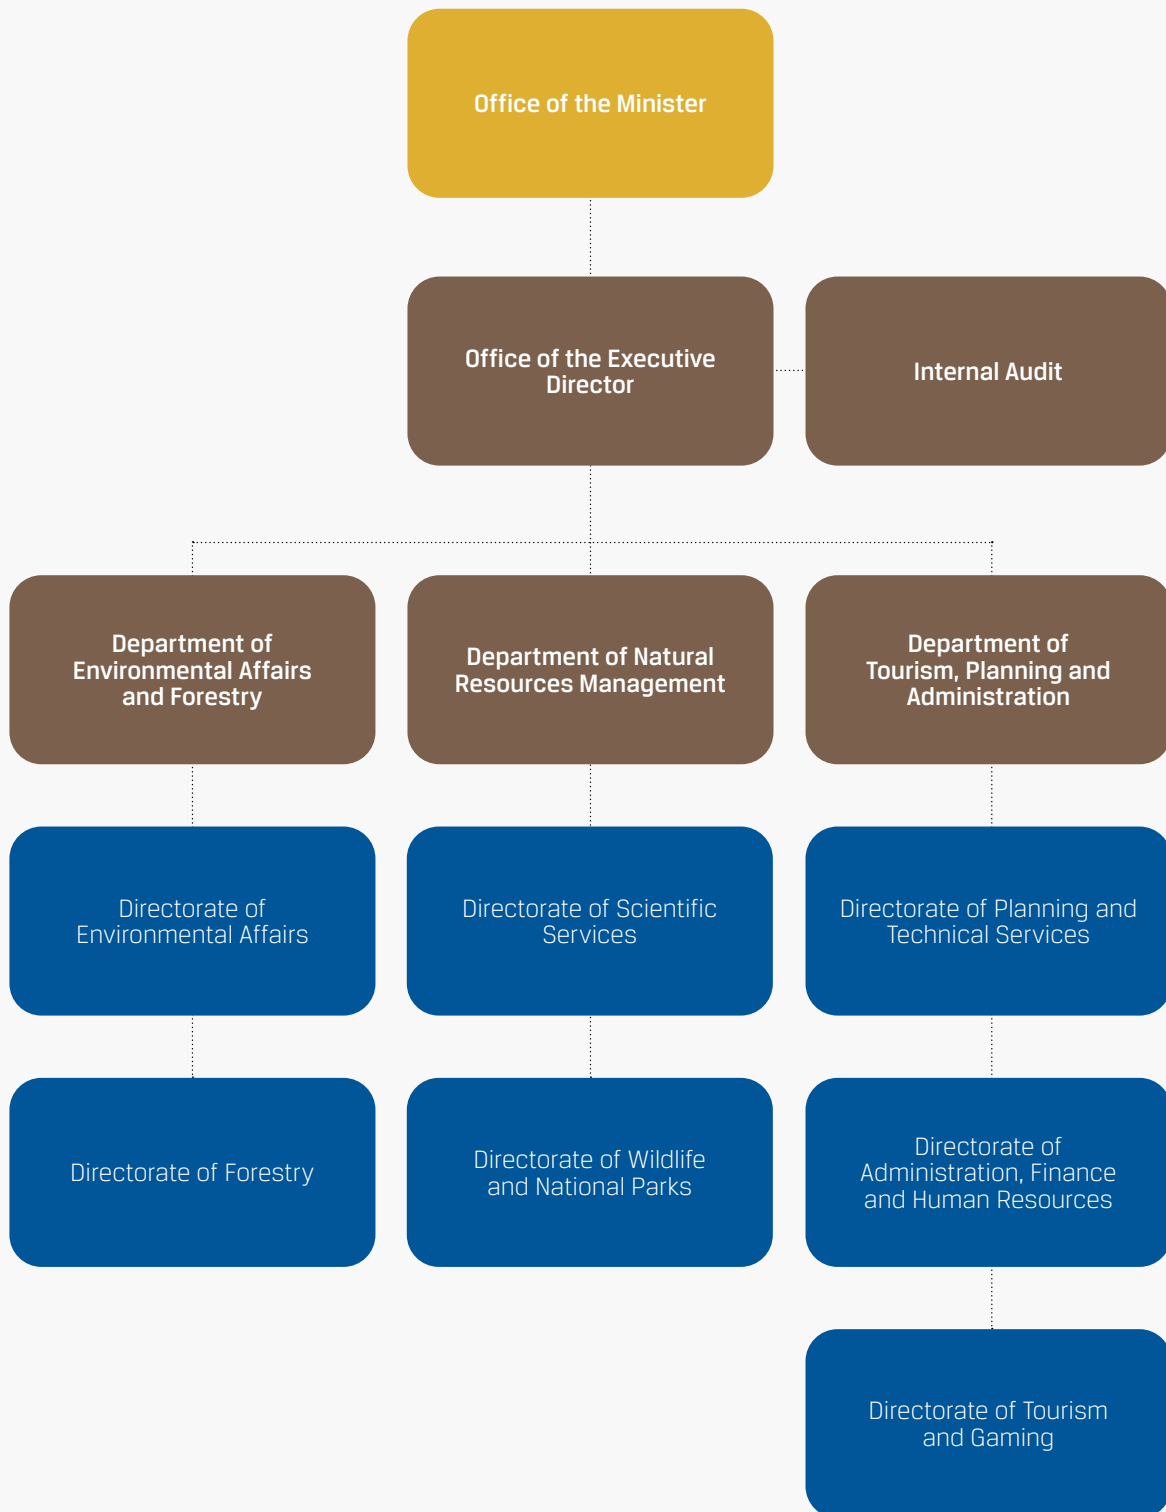 Office of the Minister
Office of the Executive
Director
Internal Audit
Department of
Environmental Affairs
and Forestry
Department of Natural
Resources Management
Department of
Tourism, Planning and
Administration
Directorate of
Environmental Affairs
Directorate of Scientific
Services
Directorate of Planning and
Technical Services
Directorate of Forestry
Directorate of Wildlife
and National Parks
Directorate of
Administration, Finance
and Human Resources
Directorate of Tourism
and Gaming